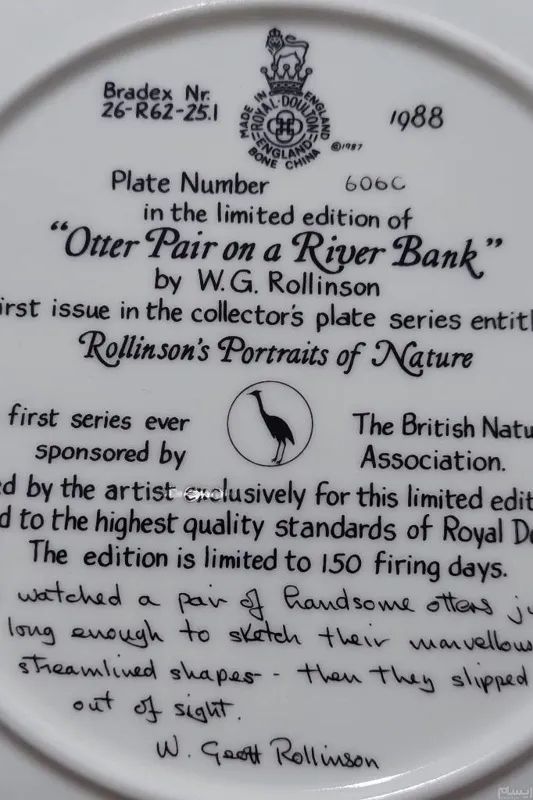 Bradex Nr.
26-R62-25.1
MADE IN ENGLAND
ROYAL·DOULTON
ENGLAND
BONE CHINA
©1987
1988
Plate Number 606C
in the limited edition of
“Otter Pair on a River Bank”
by W.G. Rollinson
irst issue in the collector's plate series entitl
Rollinson's Portraits of Nature
first series ever
sponsored by
The British Natu
Association.
ed by the artist exclusively for this limited edit
d to the highest quality standards of Royal Do
The edition is limited to 150 firing days.
watched a pair of handsome otters ju
long enough to sketch their marvellous
streamlined shapes - - then they slipped
out of sight.
W. Geoff Rollinson